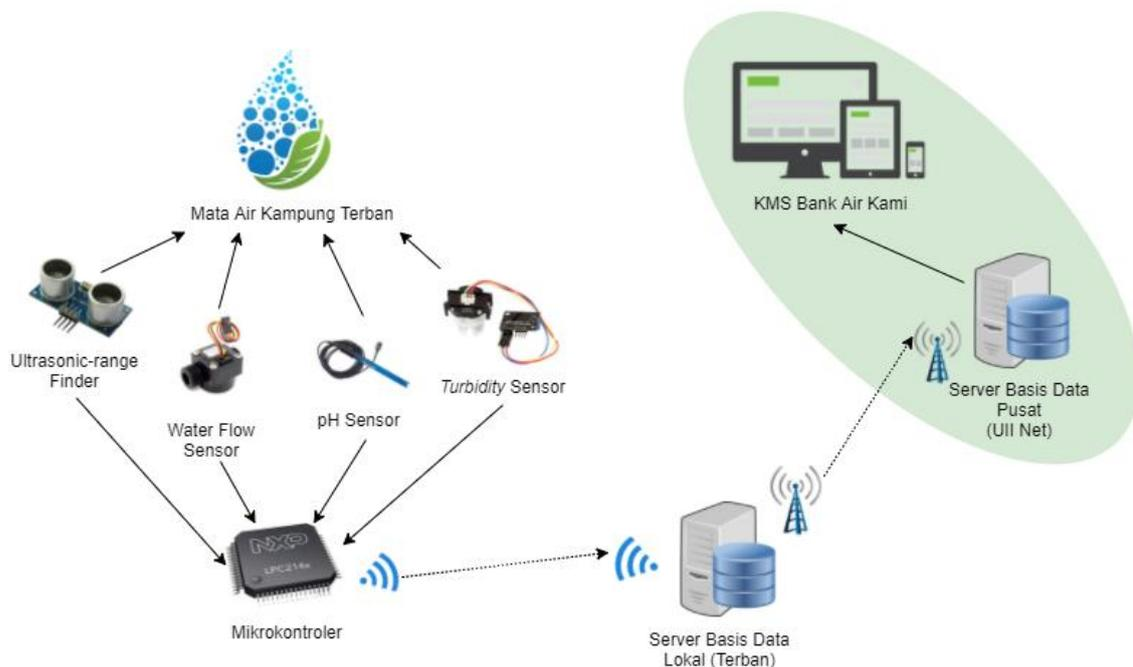 Mata Air Kampung Terban
KMS Bank Air Kami
Ultrasonic-range
Finder
Water Flow
Sensor
pH Sensor
Turbidity Sensor
Server Basis Data
Pusat
(UII Net)
NXP
LPC214x
Mikrokontroler
Server Basis Data
Lokal (Terban)